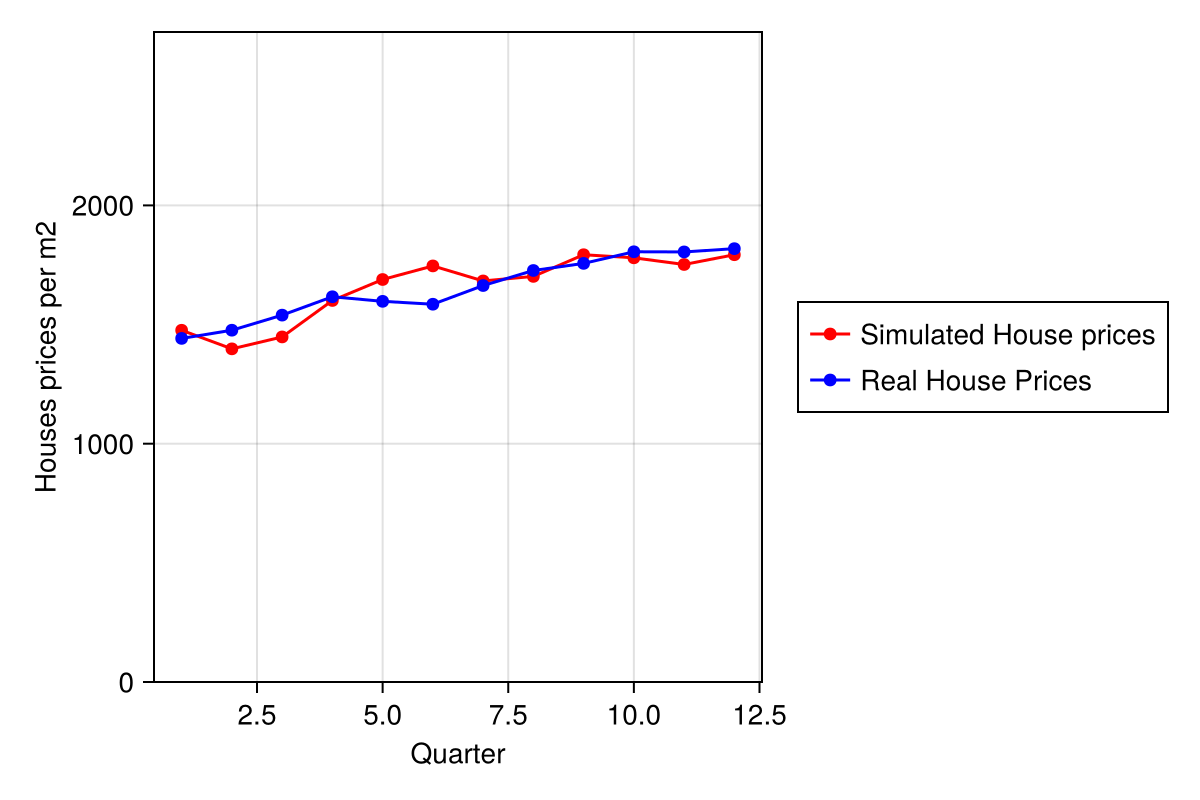 Houses prices per m2
2000
1000
0
2.5 5.0 7.5 10.0 12.5
Quarter
Simulated House prices
Real House Prices